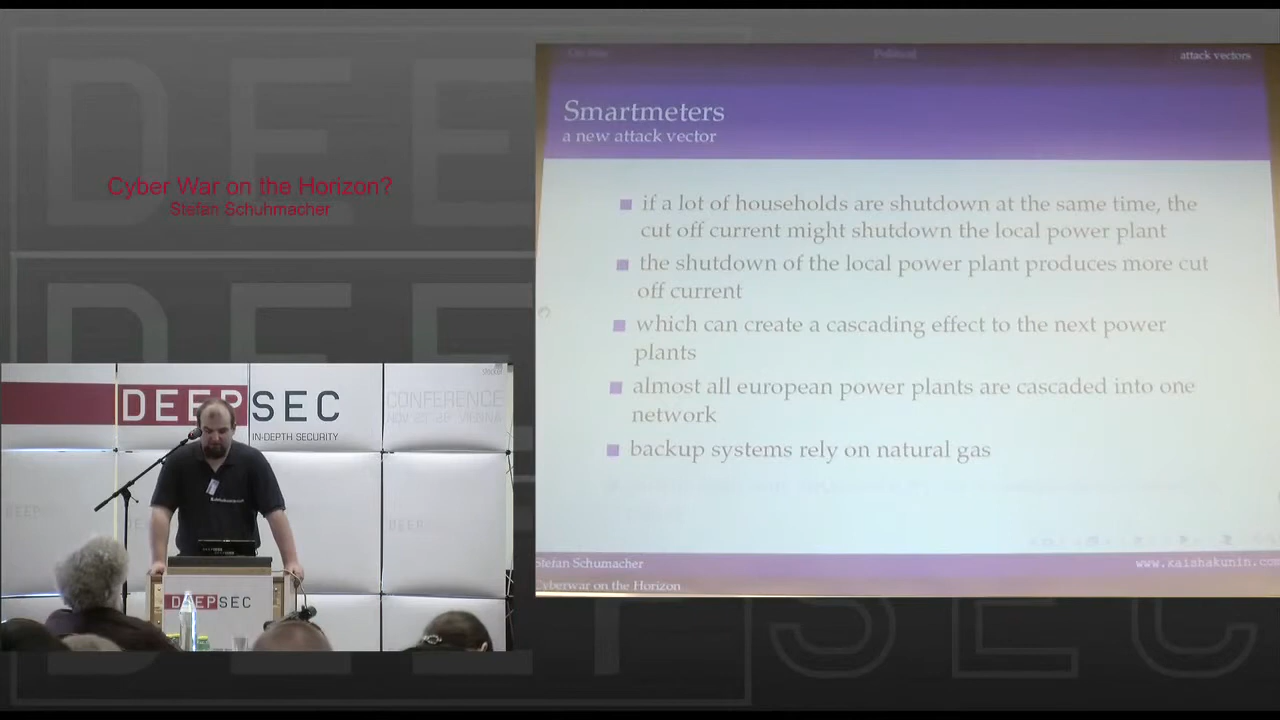 Cyber War on the Horizon?
Stefan Schuhmacher
Political
attack vectors
Smartmeters
a new attack vector
if a lot of households are shutdown at the same time, the
cut off current might shutdown the local power plant
the shutdown of the local power plant produces more cut
off current
which can create a cascading effect to the next power
plants
almost all european power plants are cascaded into one
network
backup systems rely on natural gas
Stefan Schumacher
www.kaishakunin.com
Cyberwar on the Horizon
DEEPSEC
IN-DEPTH SECURITY
CONFERENCE
DEEPSEC